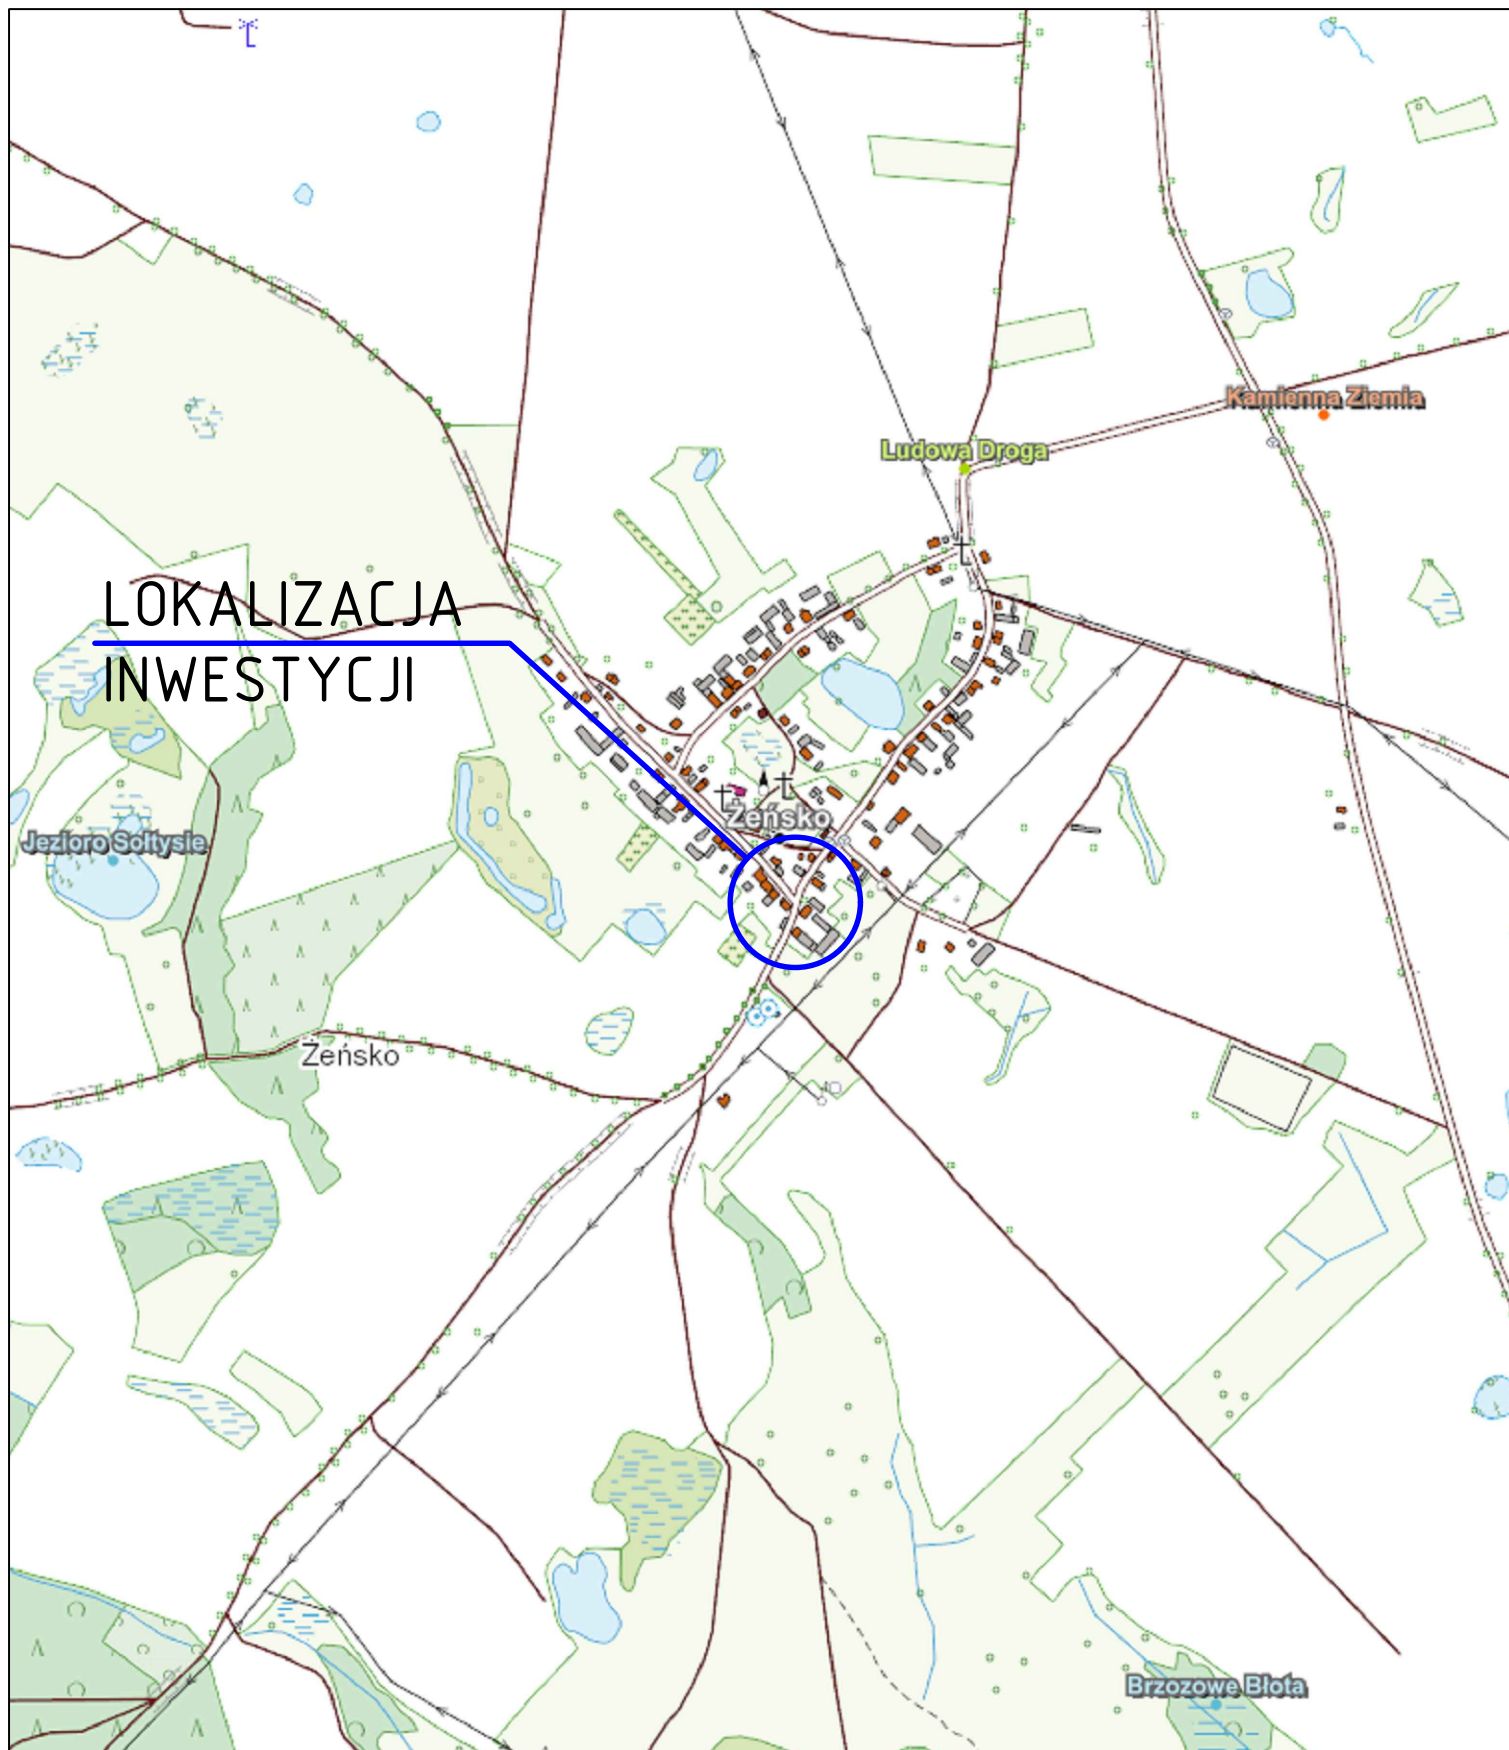 Kamienna Ziemia
Ludowa Droga
LOKALIZACJA
INWESTYCJI
Żeńsko
Jezioro Sołtysie
Żeńsko
Brzozowe Błota